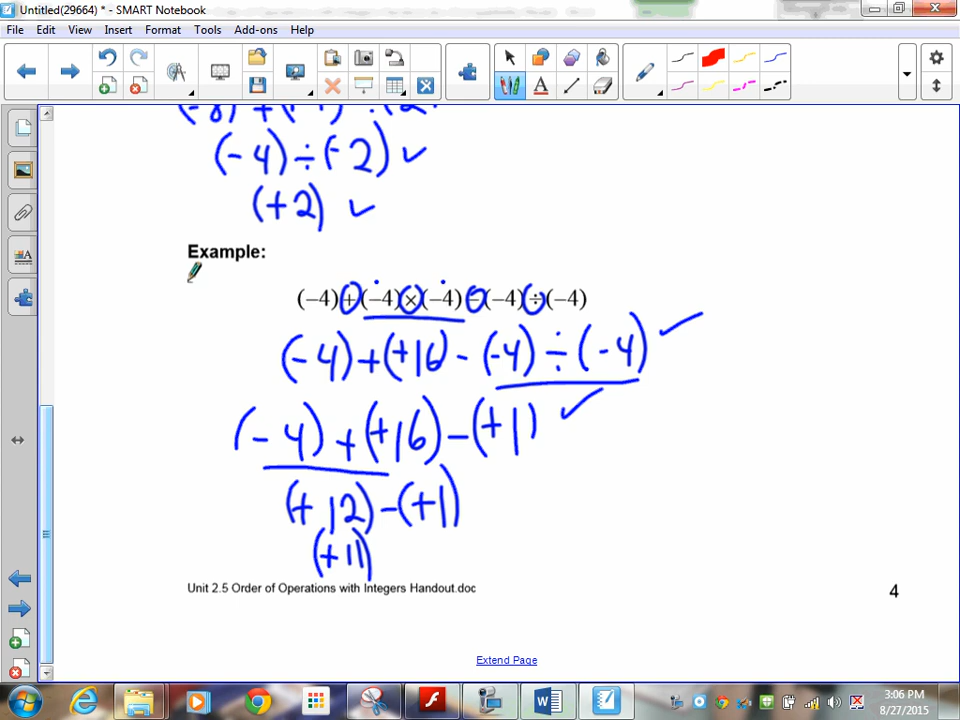 Untitled(29664) * - SMART Notebook
File Edit View Insert Format Tools Add-ons Help
(-4) ÷ (-2) ✓
(+2) ✓
Example:
(−4)+(−4)×(−4)−(−4)÷(−4)
(-4)+(+16)-(-4)÷(-4) ✓
(-4)+(+16)-(+1) ✓
(+12)-(+1)
(+11)
Unit 2.5 Order of Operations with Integers Handout.doc
4
Extend Page
3:06 PM
8/27/2015